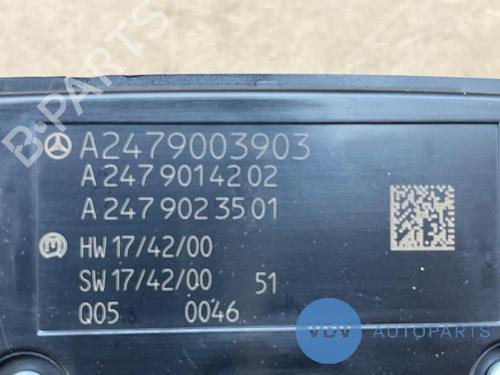 A2479003903
A 247 901 42 02
A 247 902 35 01
HW 17/42/00
SW 17/42/00 51
Q05 0046
B-PARTS
VDV AUTOPARTS